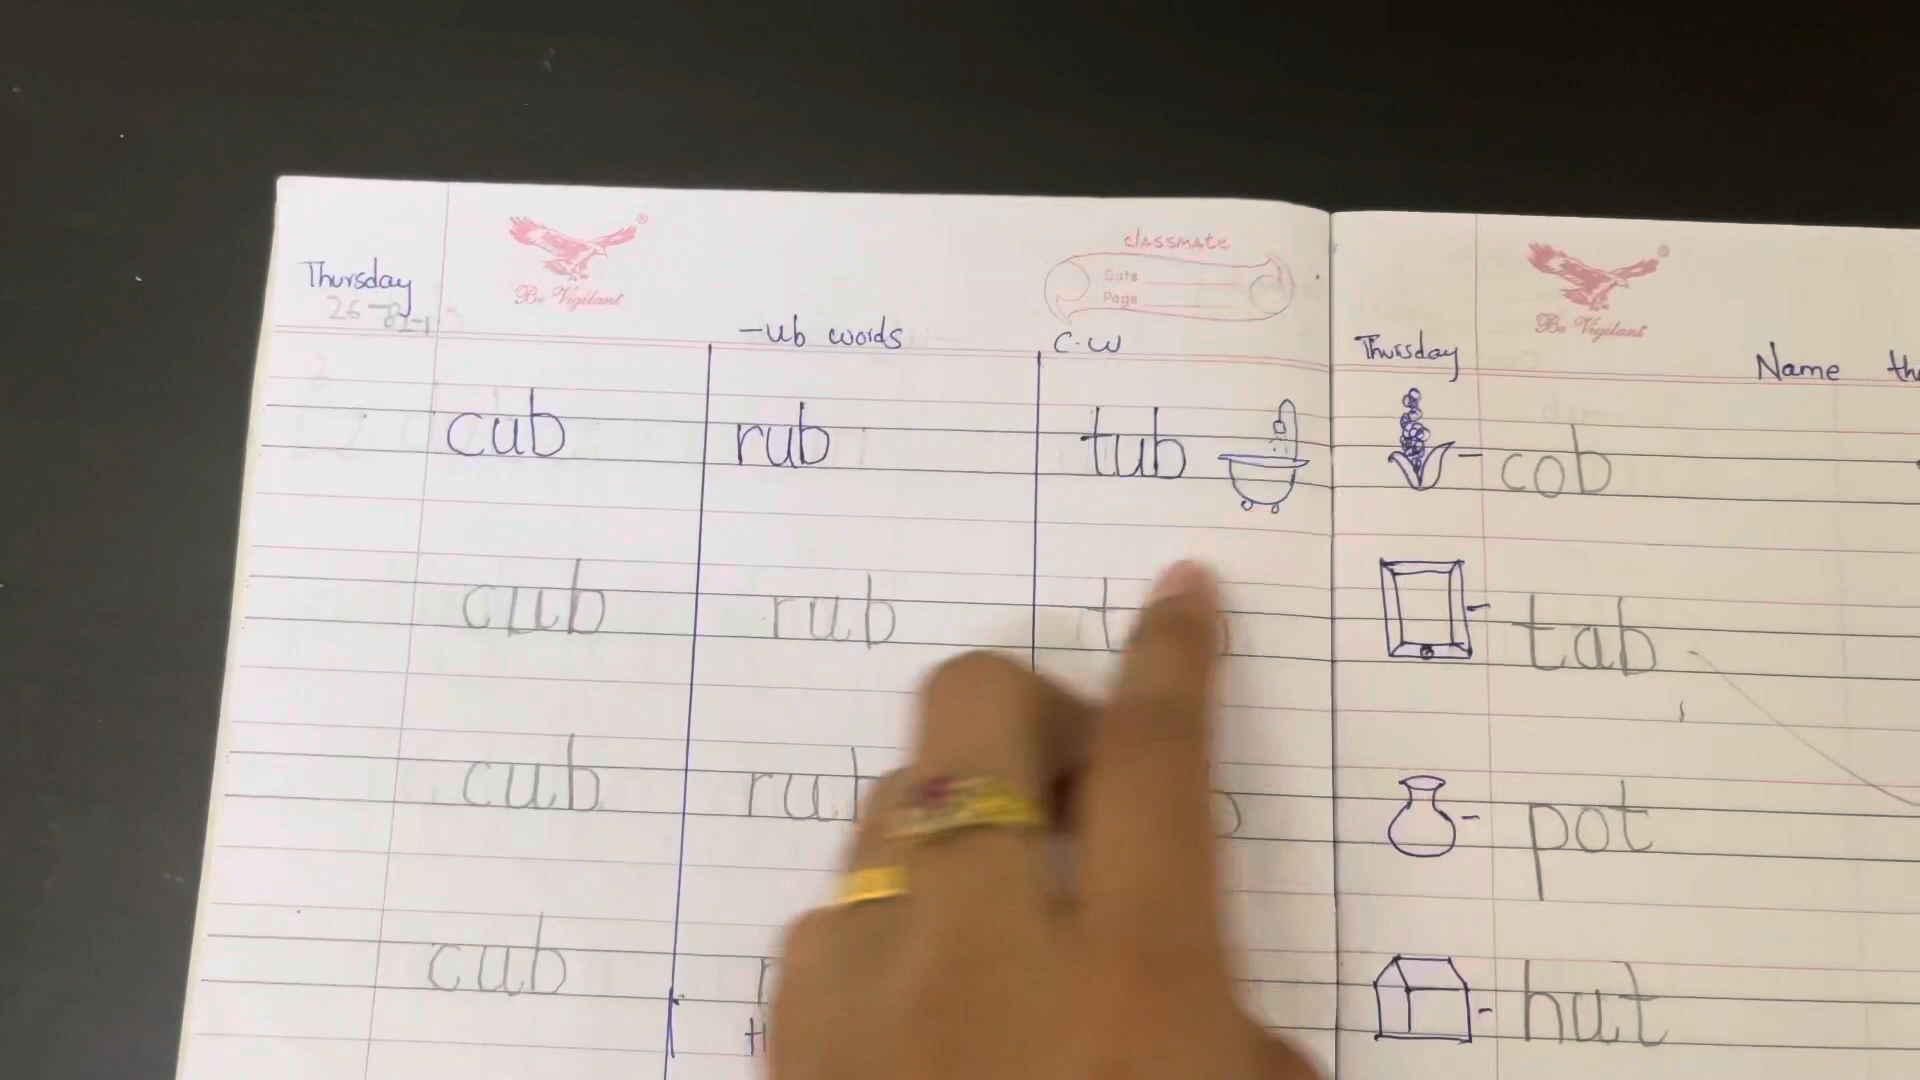 Thursday
Be Vigilant
classmate
Date
Page
-ub words C.W
cub rub tub
cub rub
cub
cub
Thursday
Be Vigilant
Name
cob
tab
pot
hut